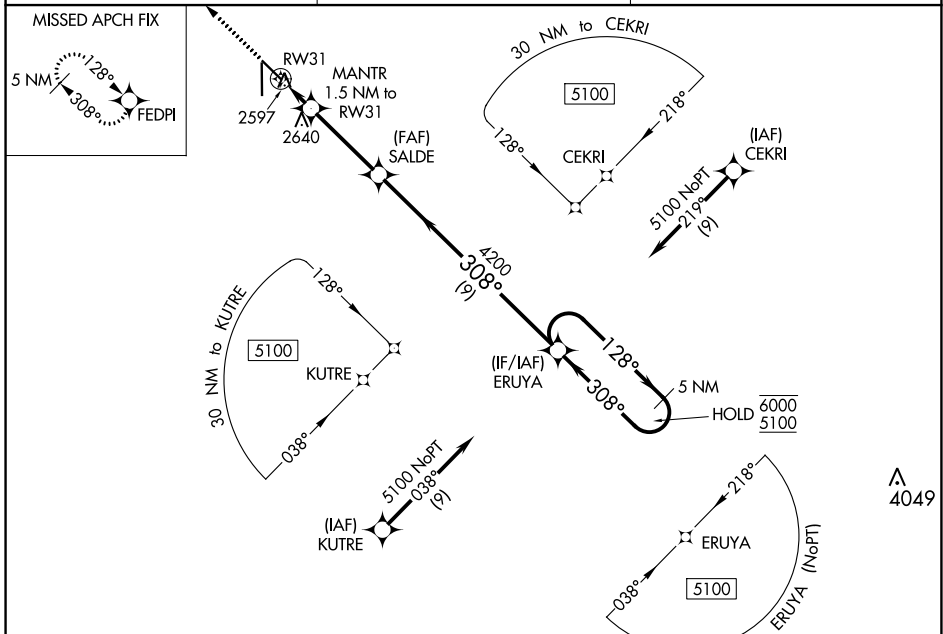 MISSED APCH FIX
5 NM
128°
308°
FEDPI
RW31
MANTR
1.5 NM to
RW31
2597
2640
(FAF)
SALDE
30 NM to CEKRI
5100
128°
218°
CEKRI
(IAF)
CEKRI
5100 NoPT
219°
(9)
4200
308°
(9)
30 NM to KUTRE
128°
5100
KUTRE
038°
(IF/IAF)
ERUYA
128°
308°
5 NM
HOLD
6000
5100
5100 NoPT
038°
(9)
(IAF)
KUTRE
4049
218°
ERUYA
038°
5100
ERUYA (NoPT)